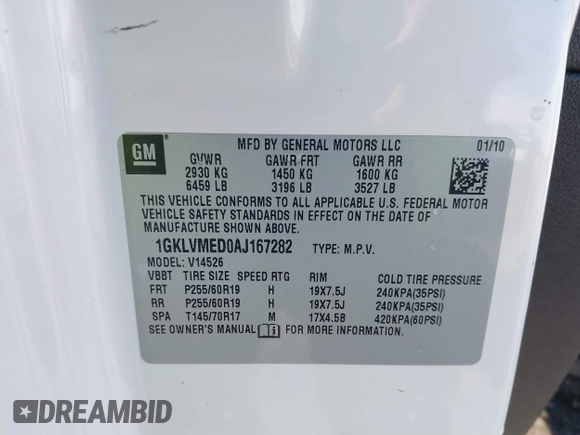 GM
MFD BY GENERAL MOTORS LLC 01/10
GVWR GAWR FRT GAWR RR
2930 KG 1450 KG 1600 KG
6459 LB 3196 LB 3527 LB
THIS VEHICLE CONFORMS TO ALL APPLICABLE U.S. FEDERAL MOTOR
VEHICLE SAFETY STANDARDS IN EFFECT ON THE DATE OF
MANUFACTURE SHOWN ABOVE.
1GKLVMED0AJ167282 TYPE: M.P.V.
MODEL: V14526
VBBT TIRE SIZE SPEED RTG RIM COLD TIRE PRESSURE
FRT P255/60R19 H 19X7.5J 240KPA(35PSI)
RR P255/60R19 H 19X7.5J 240KPA(35PSI)
SPA T145/70R17 M 17X4.5B 420KPA(60PSI)
SEE OWNER'S MANUAL FOR MORE INFORMATION.
DREAMBID